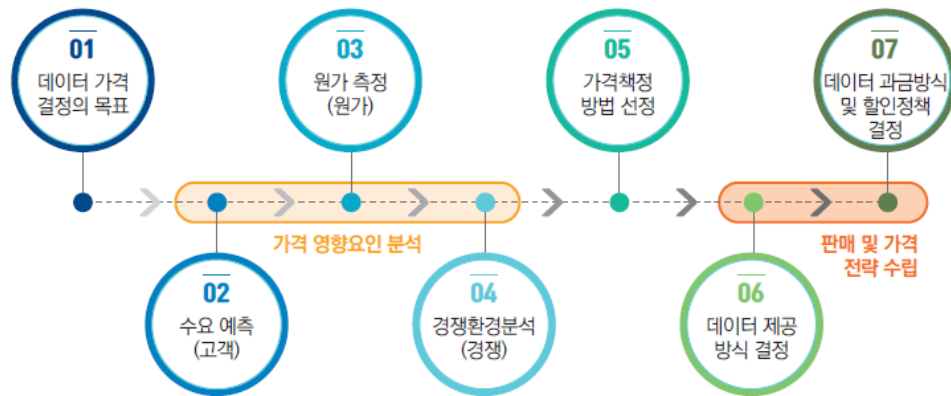 01
데이터 가격
결정의 목표
03
원가 측정
(원가)
05
가격책정
방법 선정
07
데이터 과금방식
및 할인정책
결정
가격 영향요인 분석
판매 및 가격
전략 수립
02
수요 예측
(고객)
04
경쟁환경분석
(경쟁)
06
데이터 제공
방식 결정